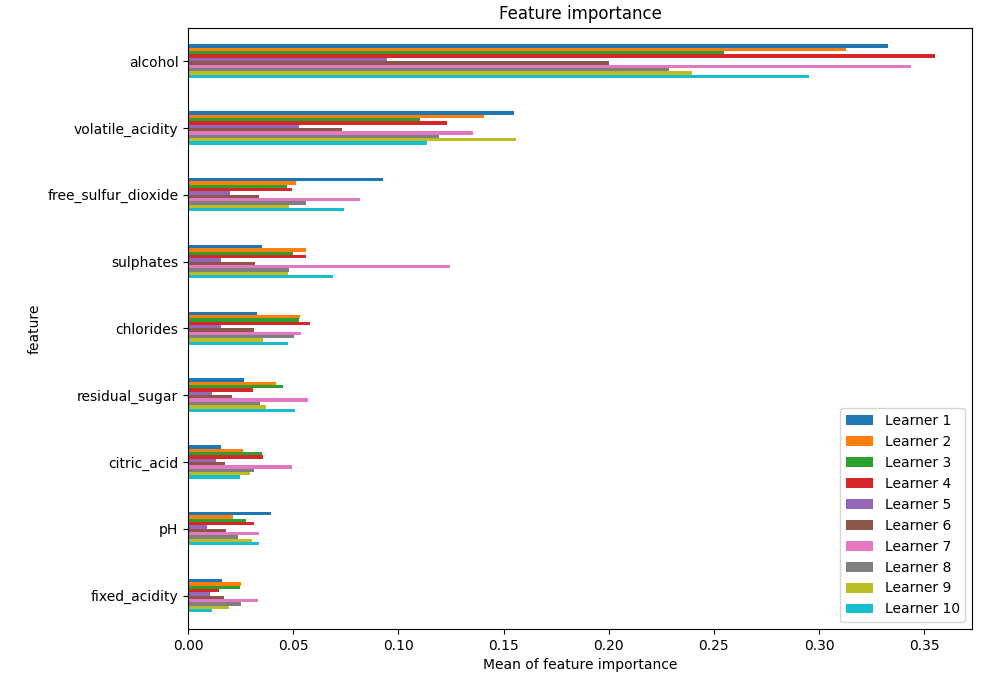 Feature importance
alcohol
volatile_acidity
free_sulfur_dioxide
sulphates
chlorides
residual_sugar
citric_acid
pH
fixed_acidity
feature
Learner 1
Learner 2
Learner 3
Learner 4
Learner 5
Learner 6
Learner 7
Learner 8
Learner 9
Learner 10
0.00 0.05 0.10 0.15 0.20 0.25 0.30 0.35
Mean of feature importance